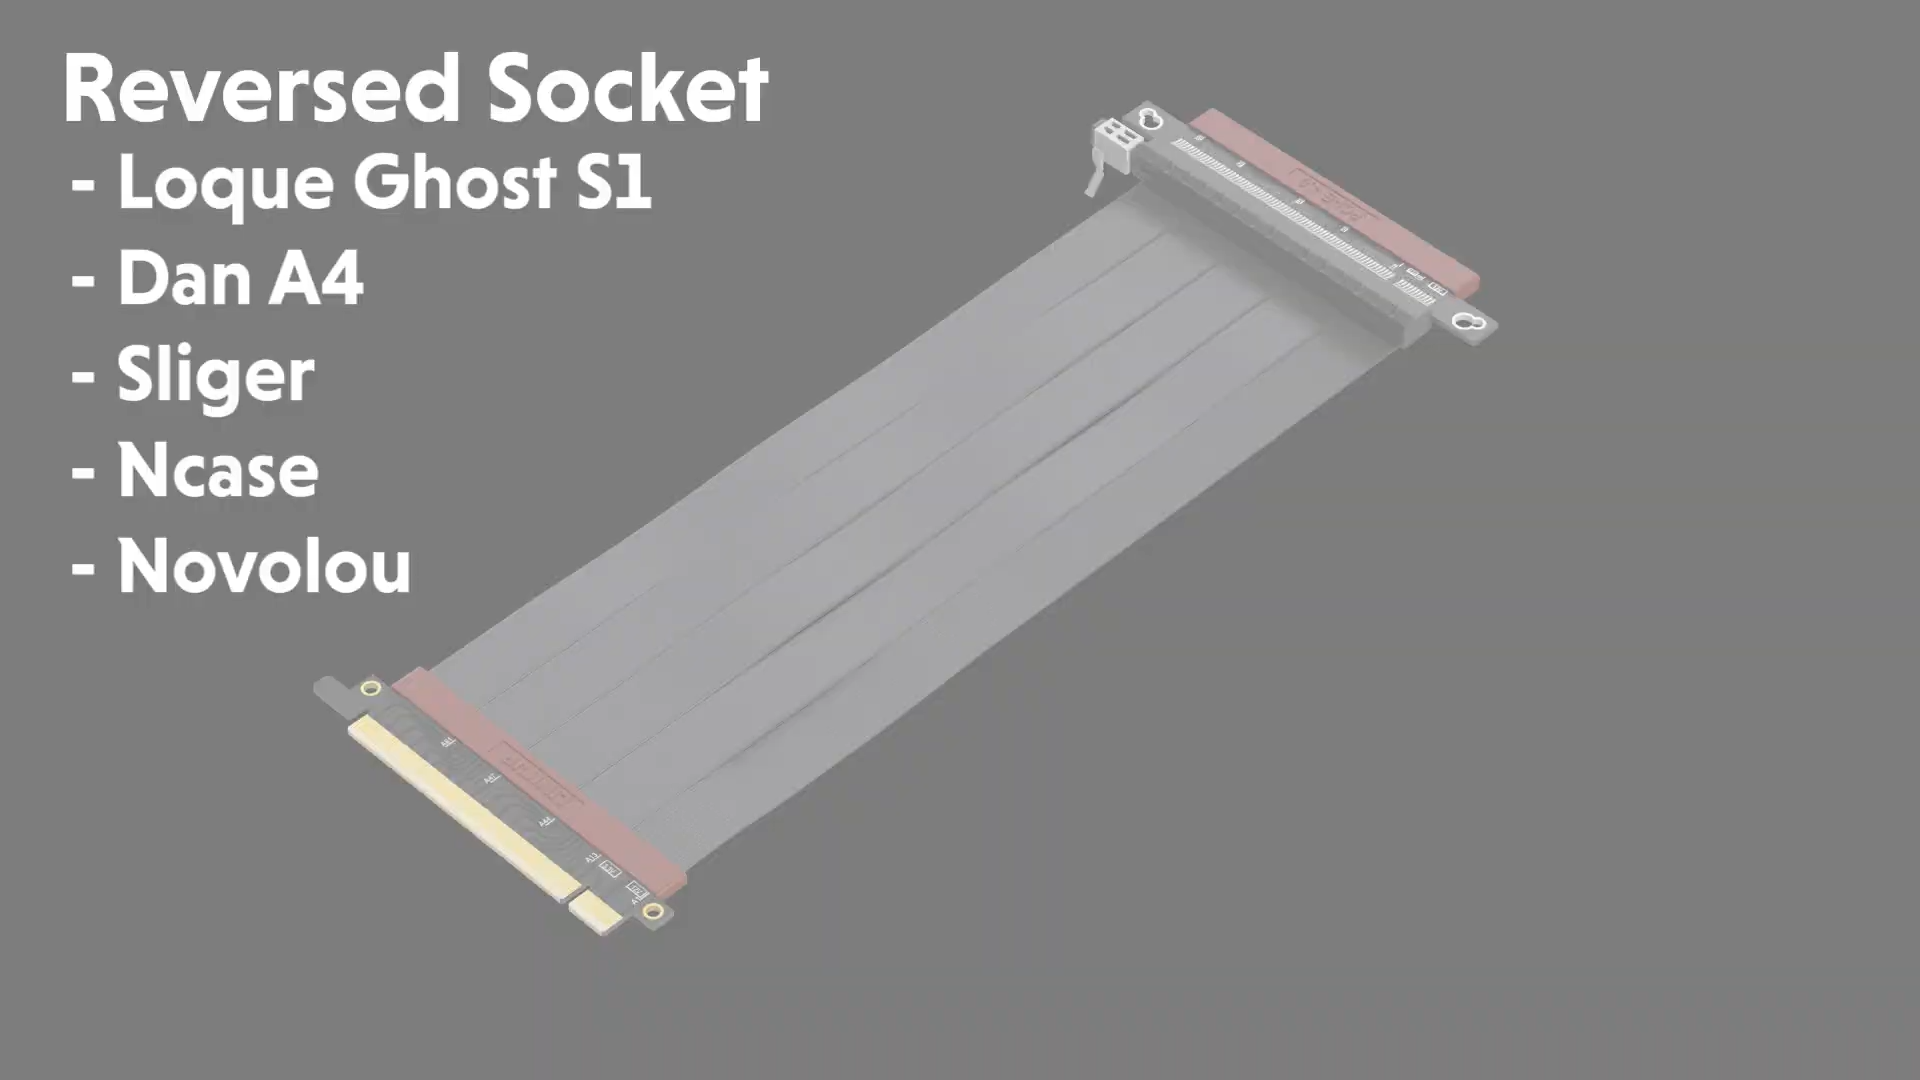 Reversed Socket
- Loque Ghost S1
- Dan A4
- Sliger
- Ncase
- Novolou